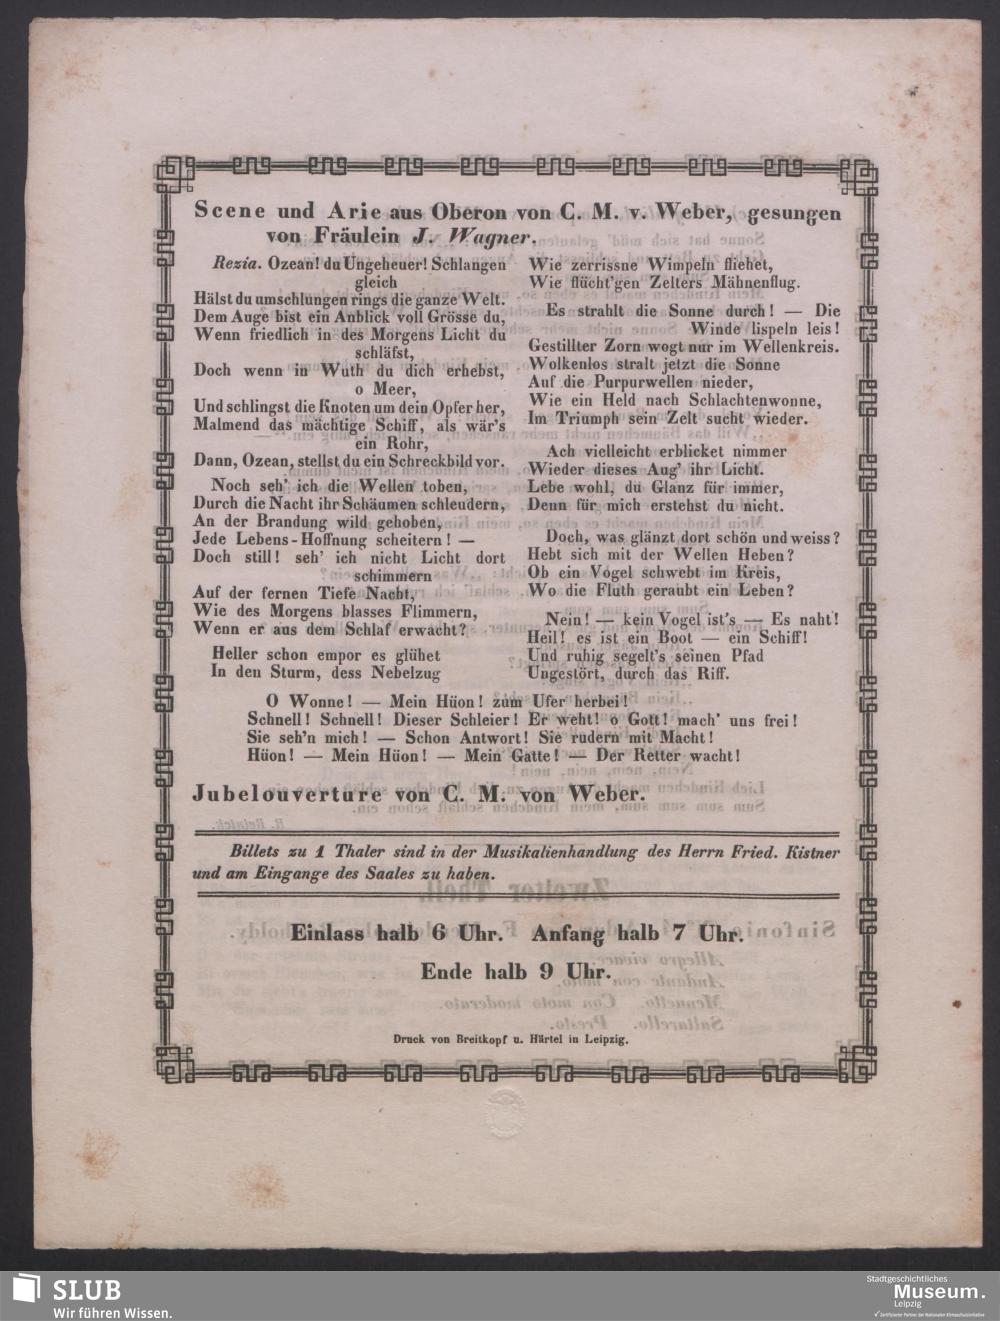 Scene und Arie aus Oberon von C. M. v. Weber, gesungen
von Fräulein J. Wagner.
Rezia. Ozean! du Ungeheuer! Schlangen
gleich
Hälst du umschlungen rings die ganze Welt.
Dem Auge bist ein Anblick voll Grösse du,
Wenn friedlich in des Morgens Licht du
schläfst,
Doch wenn in Wuth du dich erhebst,
o Meer,
Und schlingst die Knoten um dein Opfer her,
Malmend das mächtige Schiff, als wär's
ein Rohr,
Dann, Ozean, stellst du ein Schreckbild vor.
Noch seh' ich die Wellen toben,
Durch die Nacht ihr Schäumen schleudern,
An der Brandung wild gehoben,
Jede Lebens-Hoffnung scheitern! —
Doch still! seh' ich nicht Licht dort
schimmern
Auf der fernen Tiefe Nacht,
Wie des Morgens blasses Flimmern,
Wenn er aus dem Schlaf erwacht?
Heller schon empor es glühet
In den Sturm, dess Nebelzug
Wie zerrissne Wimpeln fliehet,
Wie flücht'gen Zelters Mähnenflug.
Es strahlt die Sonne durch! — Die
Winde lispeln leis!
Gestillter Zorn wogt nur im Wellenkreis.
Wolkenlos stralt jetzt die Sonne
Auf die Purpurwellen nieder,
Wie ein Held nach Schlachtenwonne,
Im Triumph sein Zelt sucht wieder.
Ach vielleicht erblicket nimmer
Wieder dieses Aug' ihr Licht.
Lebe wohl, du Glanz für immer,
Denn für mich erstehst du nicht.
Doch, was glänzt dort schön und weiss?
Hebt sich mit der Wellen Heben?
Ob ein Vogel schwebt im Kreis,
Wo die Fluth geraubt ein Leben?
Nein! — kein Vogel ist's — Es naht!
Heil! es ist ein Boot — ein Schiff!
Und ruhig segelt's seinen Pfad
Ungestört, durch das Riff.
O Wonne! — Mein Hüon! zum Ufer herbei!
Schnell! Schnell! Dieser Schleier! Er weht! o Gott! mach' uns frei!
Sie seh'n mich! — Schon Antwort! Sie rudern mit Macht!
Hüon! — Mein Hüon! — Mein Gatte! — Der Retter wacht!
Jubelouverture von C. M. von Weber.
Billets zu 1 Thaler sind in der Musikalienhandlung des Herrn Fried. Kistner
und am Eingange des Saales zu haben.
Einlass halb 6 Uhr. Anfang halb 7 Uhr.
Ende halb 9 Uhr.
Druck von Breitkopf u. Härtel in Leipzig.
SLUB
Wir führen Wissen.
Stadtgeschichtliches
Museum.
Leipzig
Zertifizierter Partner der Nationalen Klimaschutzinitiative